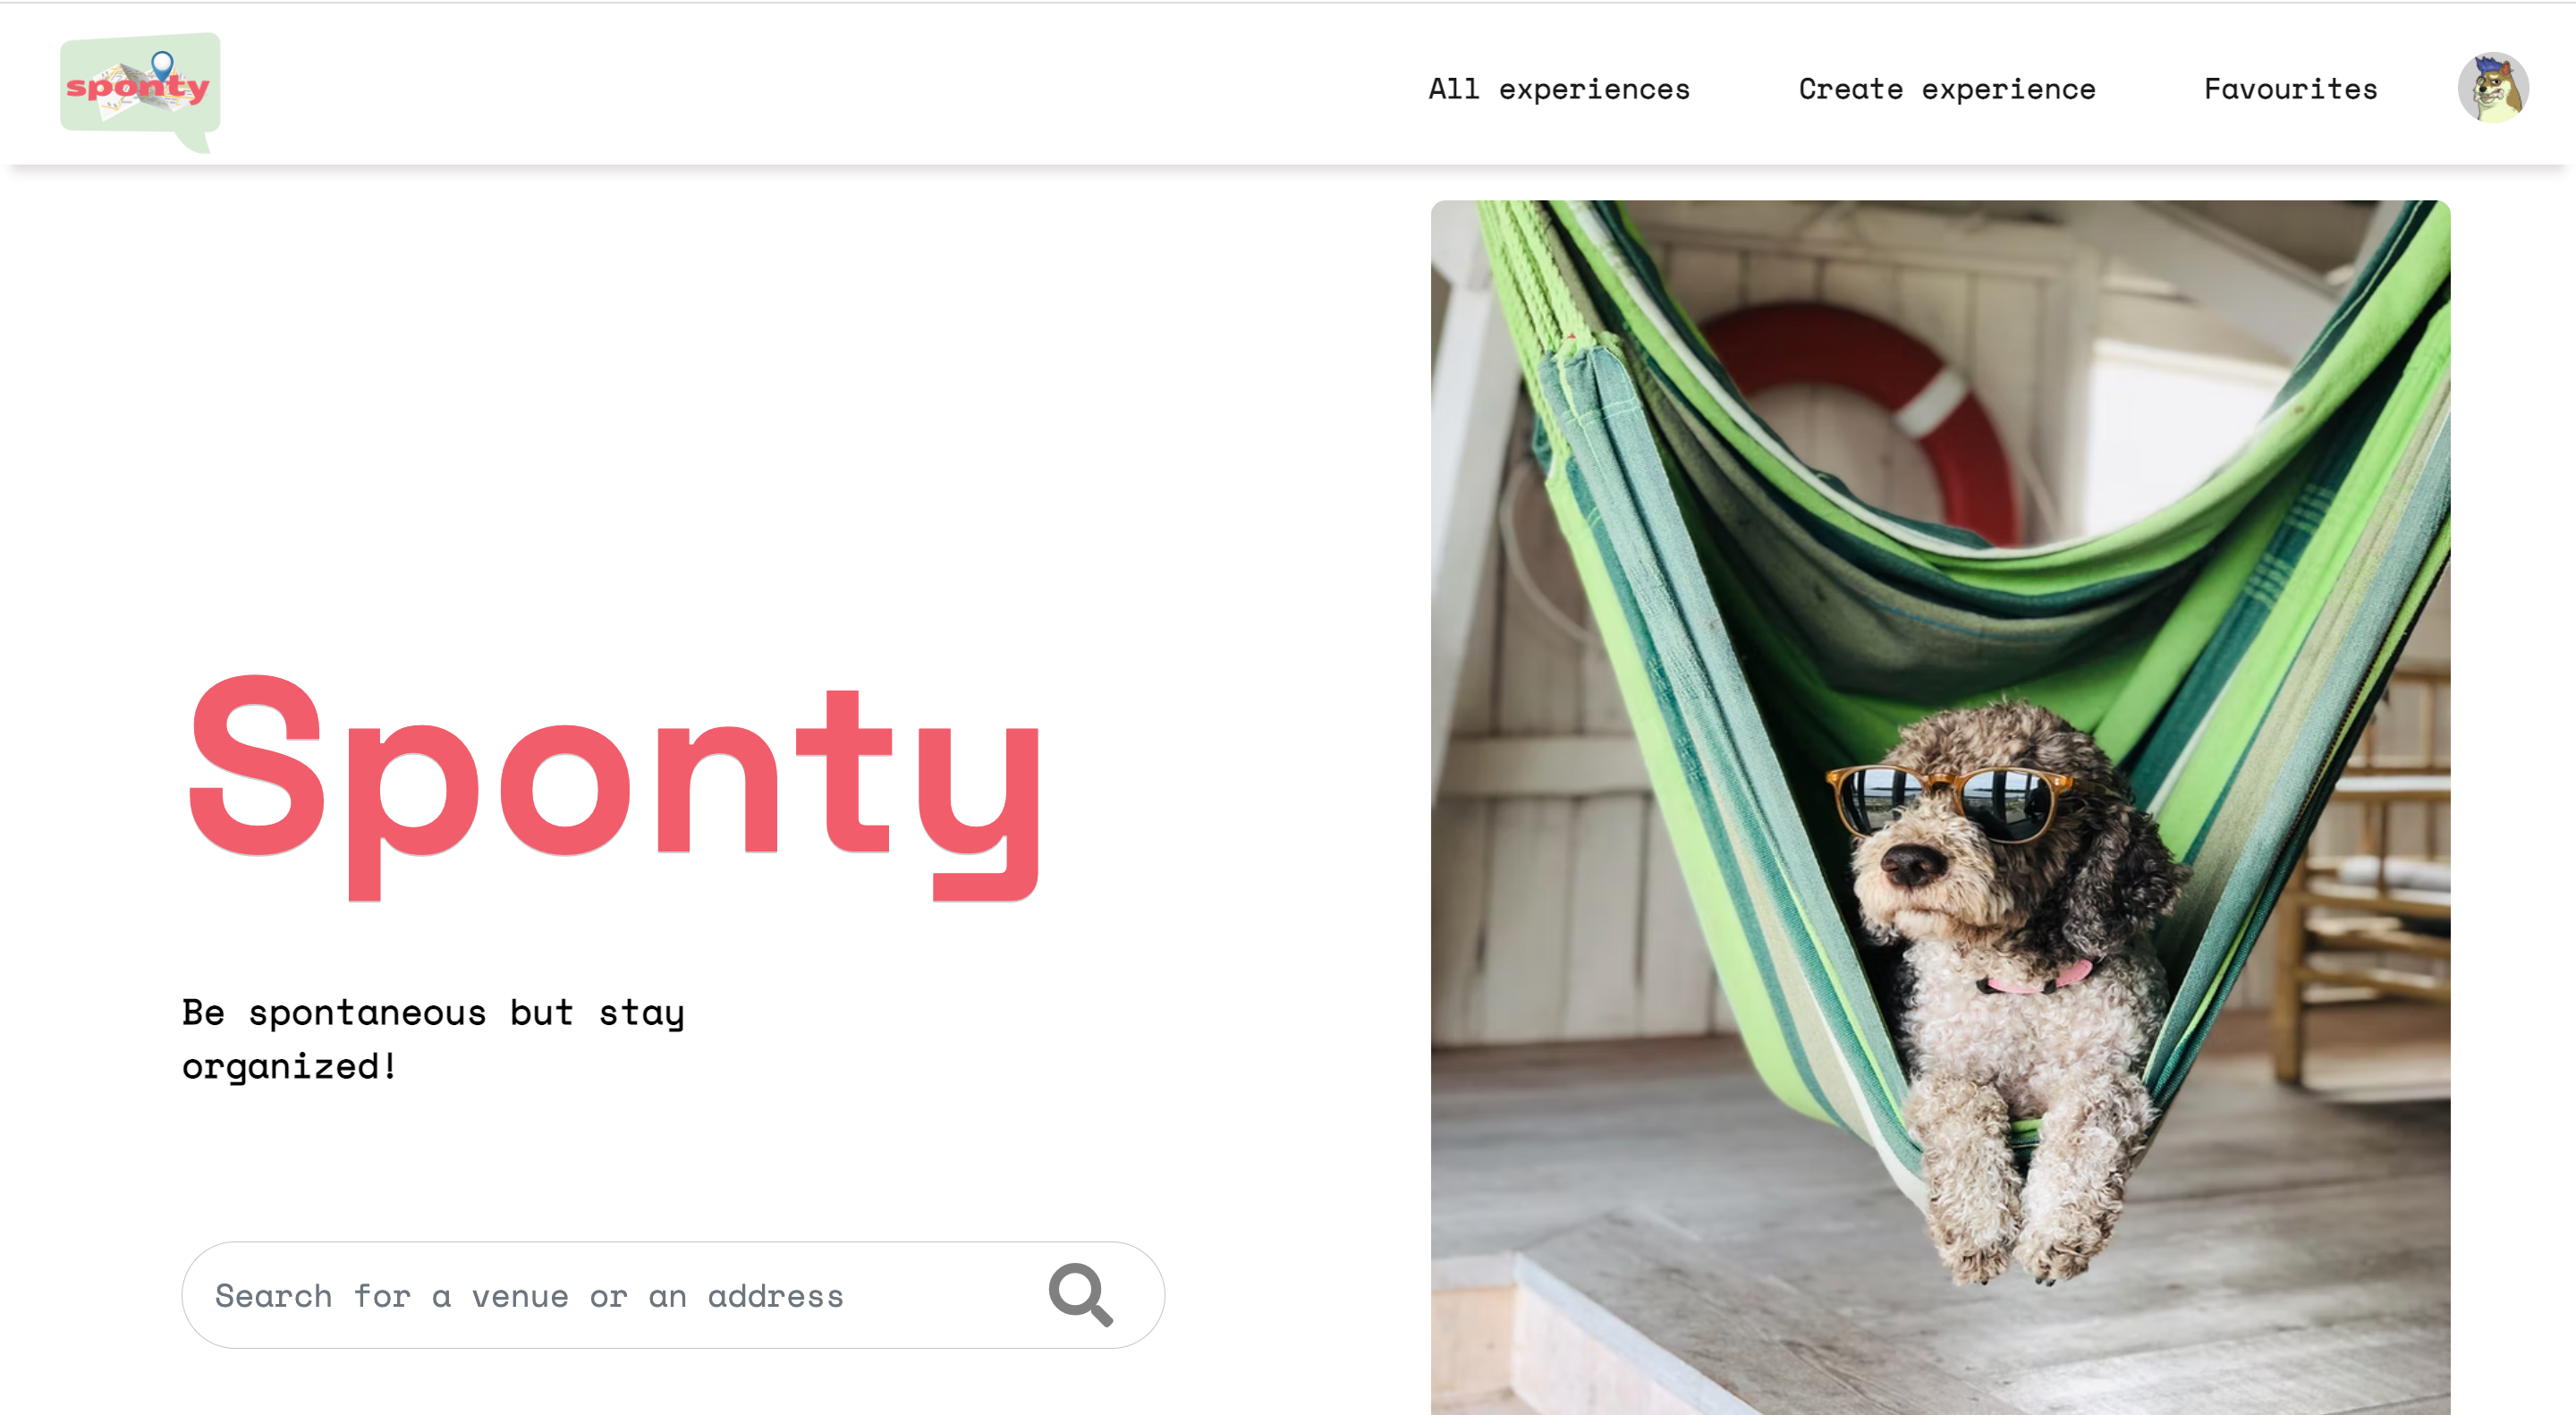 sponty
All experiences
Create experience
Favourites
Sponty
Be spontaneous but stay
organized!
Search for a venue or an address